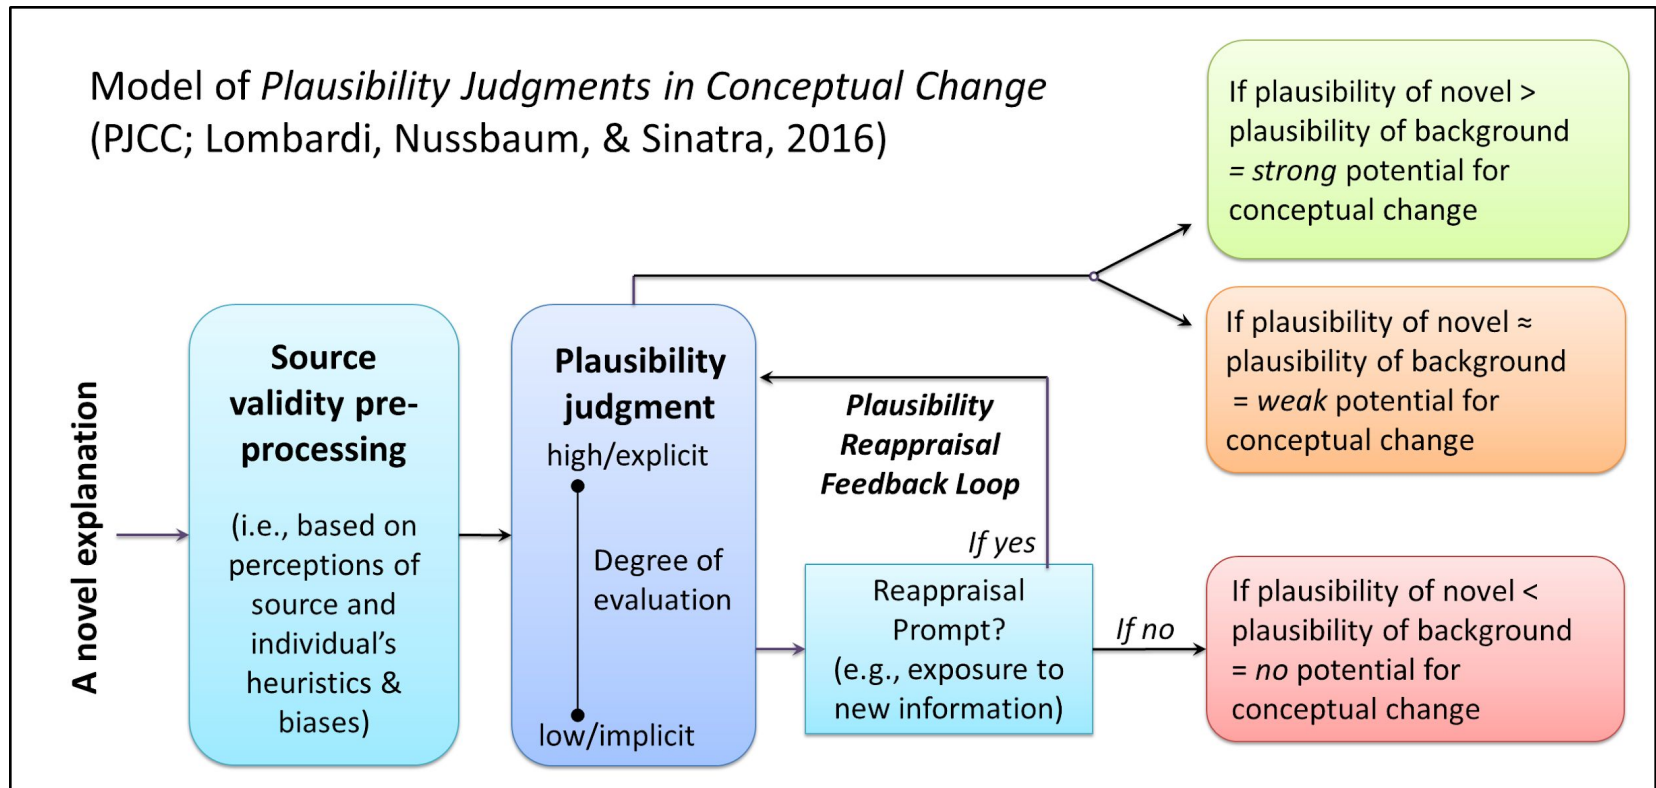 Model of Plausibility Judgments in Conceptual Change
(PJCC; Lombardi, Nussbaum, & Sinatra, 2016)
A novel explanation
Source
validity pre-
processing
(i.e., based on
perceptions of
source and
individual’s
heuristics &
biases)
Plausibility
judgment
high/explicit
Degree of
evaluation
low/implicit
Plausibility
Reappraisal
Feedback Loop
If yes
Reappraisal
Prompt?
(e.g., exposure to
new information)
If no
If plausibility of novel >
plausibility of background
= strong potential for
conceptual change
If plausibility of novel ≈
plausibility of background
= weak potential for
conceptual change
If plausibility of novel <
plausibility of background
= no potential for
conceptual change